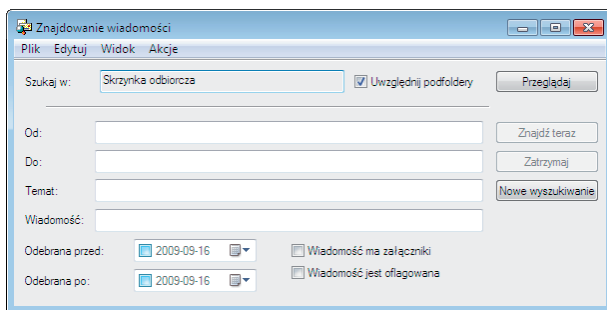 Znajdowanie wiadomości
Plik Edytuj Widok Akcje
Szukaj w: Skrzynka odbiorcza Uwzględnij podfoldery Przeglądaj
Od: Znajdź teraz
Do: Zatrzymaj
Temat: Nowe wyszukiwanie
Wiadomość:
Odebrana przed: 2009-09-16 Wiadomość ma załączniki
Odebrana po: 2009-09-16 Wiadomość jest oflagowana